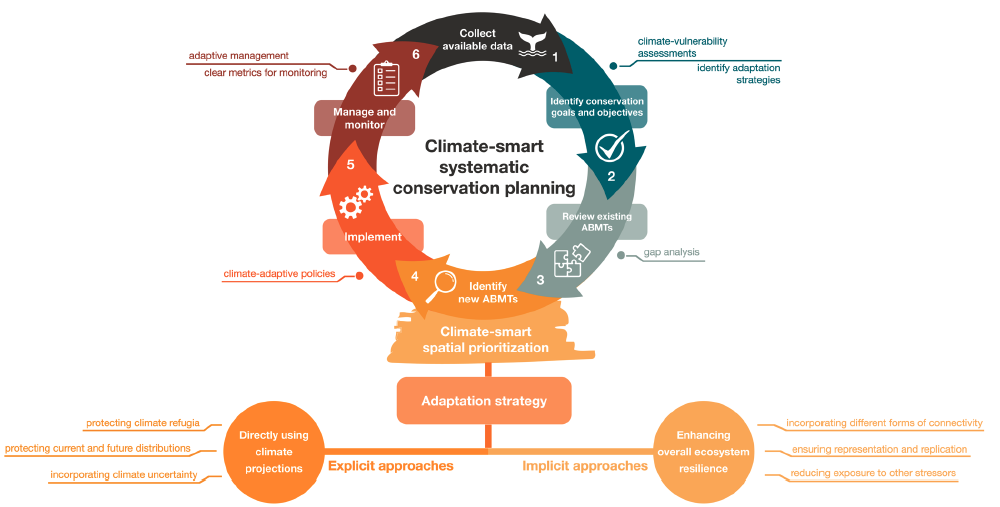 Collect
available data
1
climate-vulnerability
assessments
identify adaptation
strategies
Identify conservation
goals and objectives
2
Review existing
ABMTs
gap analysis
3
Identify
new ABMTs
4
Climate-smart
spatial prioritization
Implement
climate-adaptive policies
5
Manage and
monitor
adaptive management
clear metrics for monitoring
6
Climate-smart
systematic
conservation planning
Adaptation strategy
Explicit approaches
Implicit approaches
Directly using
climate
projections
protecting climate refugia
protecting current and future distributions
incorporating climate uncertainty
Enhancing
overall ecosystem
resilience
incorporating different forms of connectivity
ensuring representation and replication
reducing exposure to other stressors